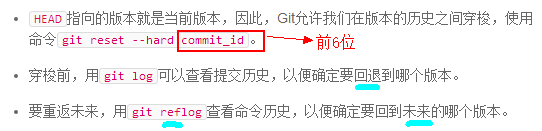 HEAD指向的版本就是当前版本，因此，Git允许我们在版本的历史之间穿梭，使用
命令git reset --hard commit_id。 前6位
穿梭前，用git log可以查看提交历史，以便确定要回退到哪个版本。
要重返未来，用git reflog查看命令历史，以便确定要回到未来的哪个版本。